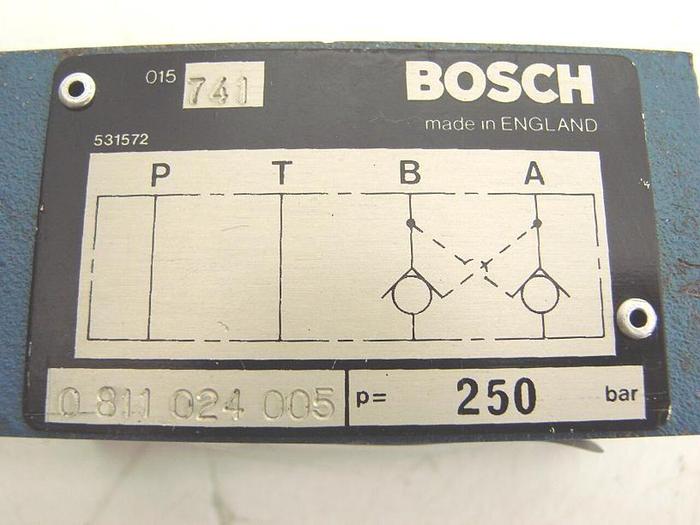 015 741 BOSCH
made in ENGLAND
531572
P T B A
0 811 024 005 p= 250 bar